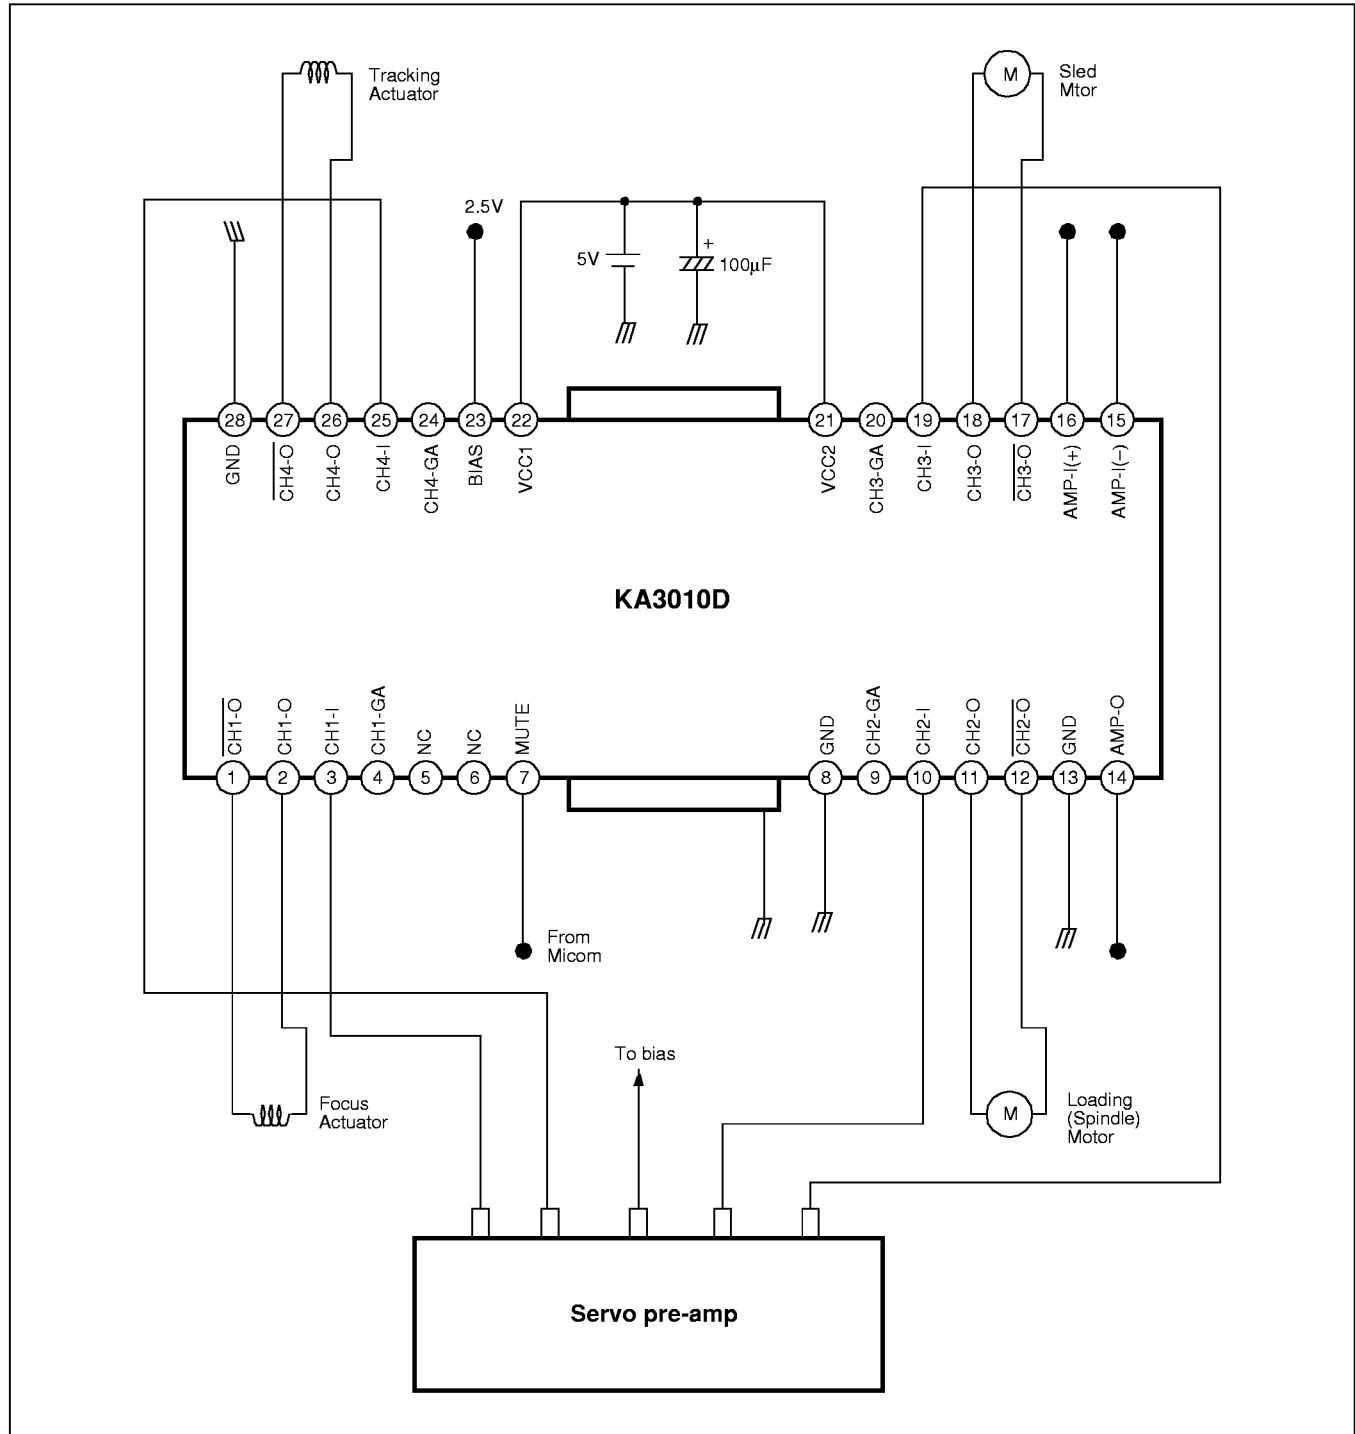 Tracking
Actuator
M
Sled
Mtor
2.5V
5V
+
100µF
28 27 26 25 24 23 22 21 20 19 18 17 16 15
GND
CH4-O
CH4-O
CH4-I
CH4-GA
BIAS
VCC1
VCC2
CH3-GA
CH3-I
CH3-O
CH3-O
AMP-I(+)
AMP-I(−)
KA3010D
CH1-O
CH1-O
CH1-I
CH1-GA
NC
NC
MUTE
GND
CH2-GA
CH2-I
CH2-O
CH2-O
GND
AMP-O
1 2 3 4 5 6 7 8 9 10 11 12 13 14
From
Micom
To bias
Focus
Actuator
M
Loading
(Spindle)
Motor
Servo pre-amp